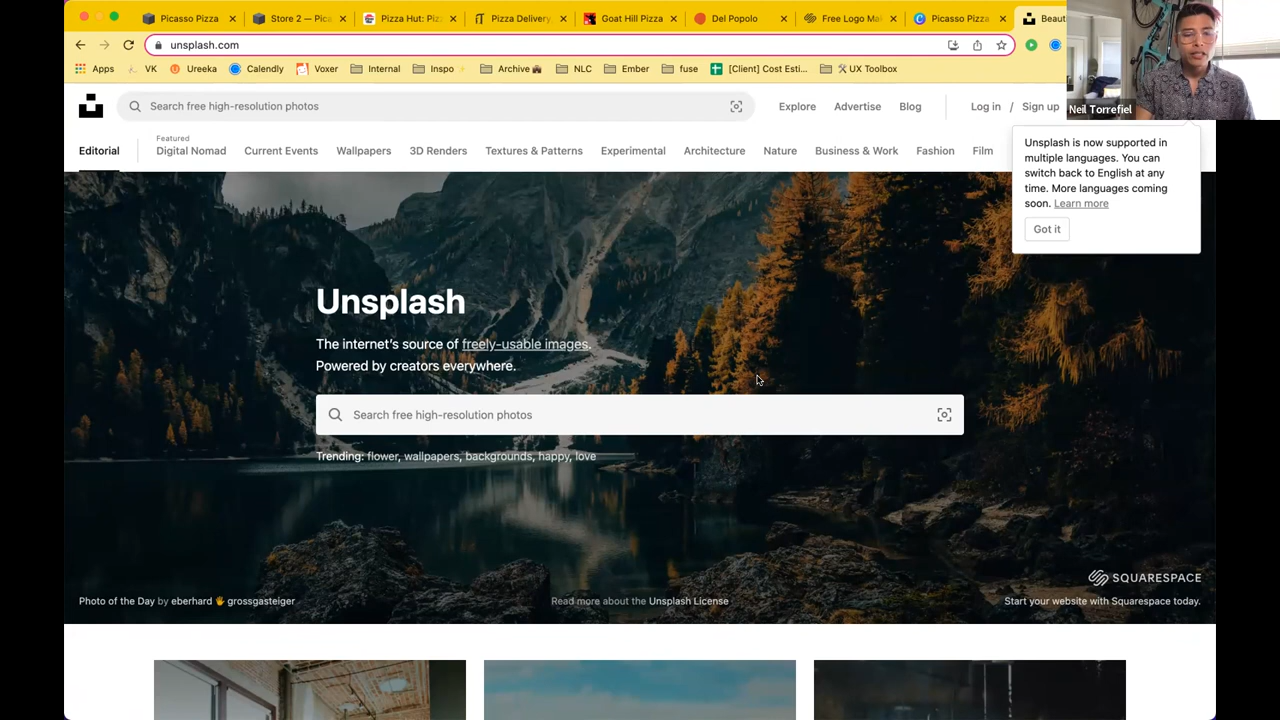 Picasso Pizza
Store 2 — Pica
Pizza Hut: Piz
Pizza Delivery,
Goat Hill Pizza
Del Popolo
Free Logo Ma
Picasso Pizza
Beaut
unsplash.com
Apps
VK
Ureeka
Calendly
Voxer
Internal
Inspo
Archive
NLC
Ember
fuse
[Client] Cost Esti...
UX Toolbox
Neil Torrefiel
Search free high-resolution photos
Explore
Advertise
Blog
Log in / Sign up
Editorial
Featured
Digital Nomad
Current Events
Wallpapers
3D Renders
Textures & Patterns
Experimental
Architecture
Nature
Business & Work
Fashion
Film
Unsplash is now supported in
multiple languages. You can
switch back to English at any
time. More languages coming
soon. Learn more
Got it
Unsplash
The internet's source of freely-usable images.
Powered by creators everywhere.
Search free high-resolution photos
Trending: flower, wallpapers, backgrounds, happy, love
SQUARESPACE
Photo of the Day by eberhard 🖐 grossgasteiger
Read more about the Unsplash License
Start your website with Squarespace today.